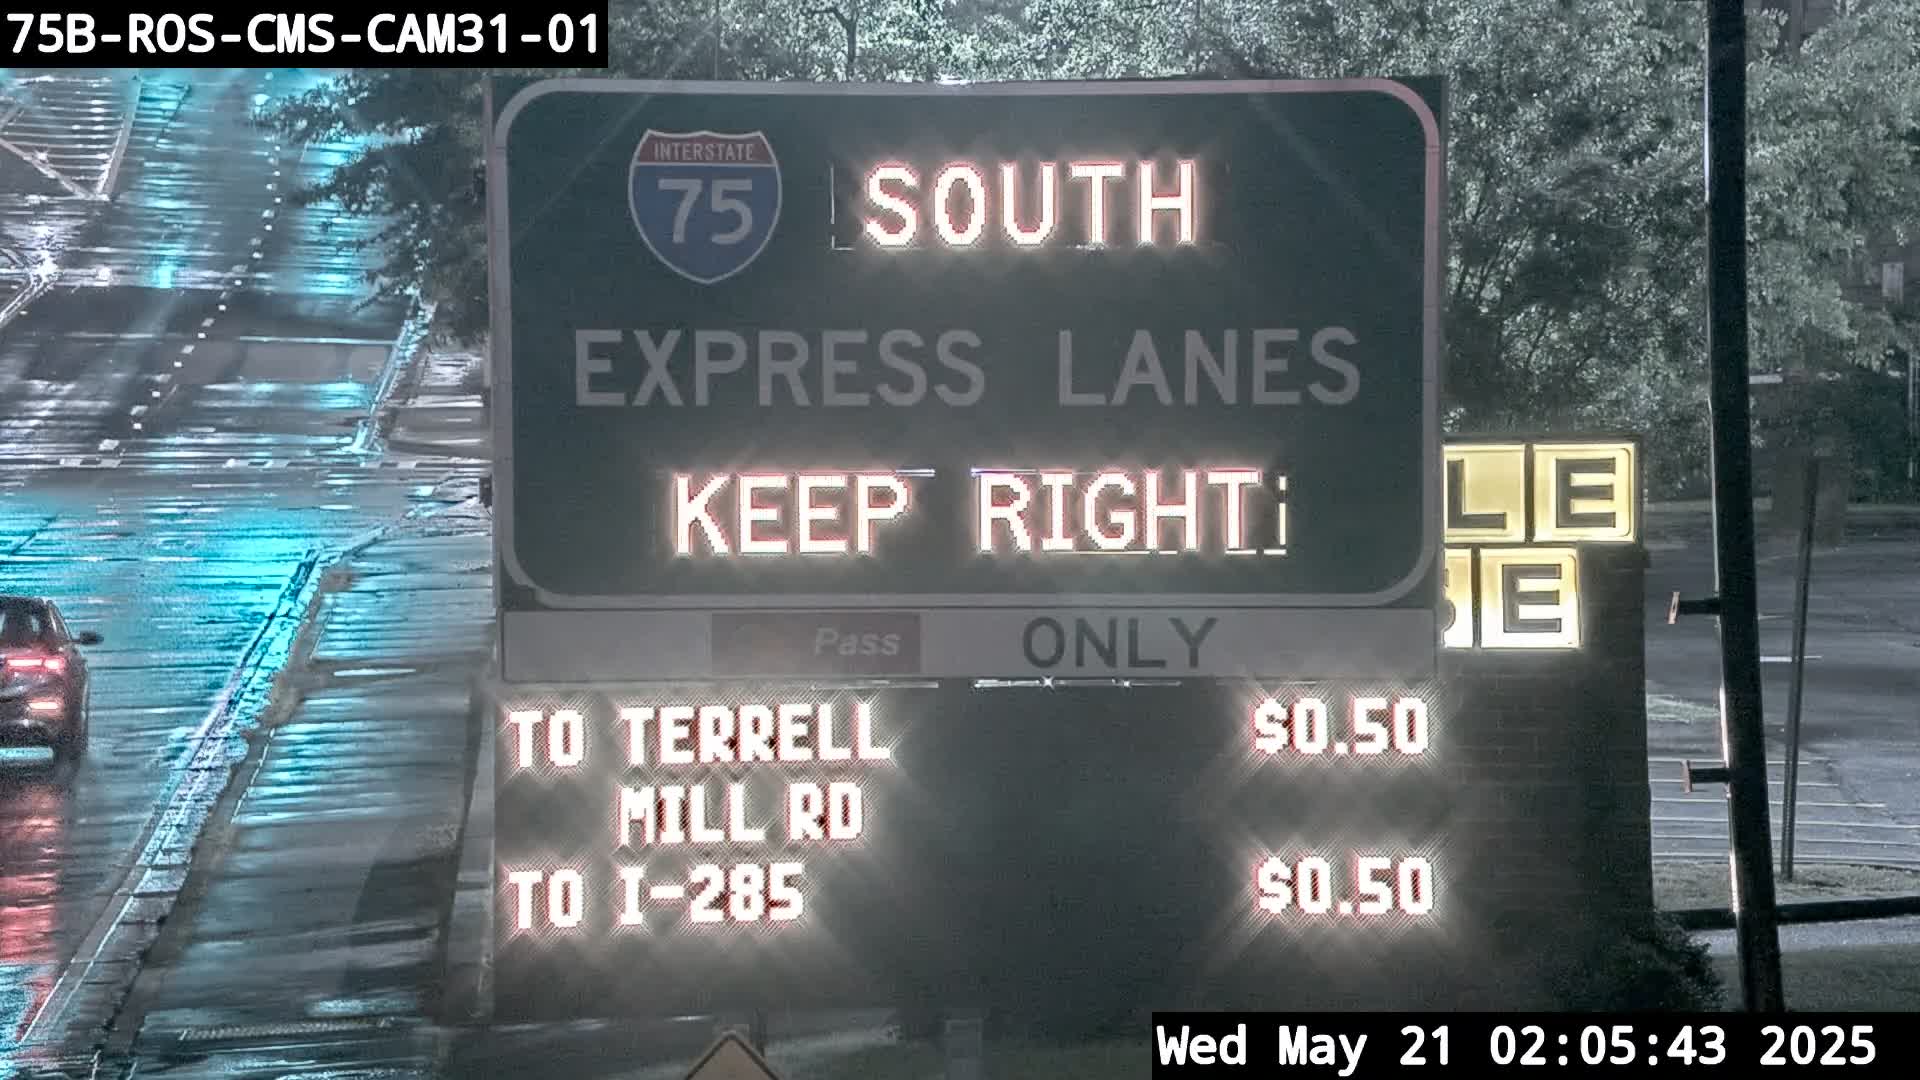 75B-ROS-CMS-CAM31-01
INTERSTATE
75
SOUTH
EXPRESS LANES
KEEP RIGHT
Pass ONLY
LE
E
TO TERRELL $0.50
MILL RD
TO I-285 $0.50
Wed May 21 02:05:43 2025